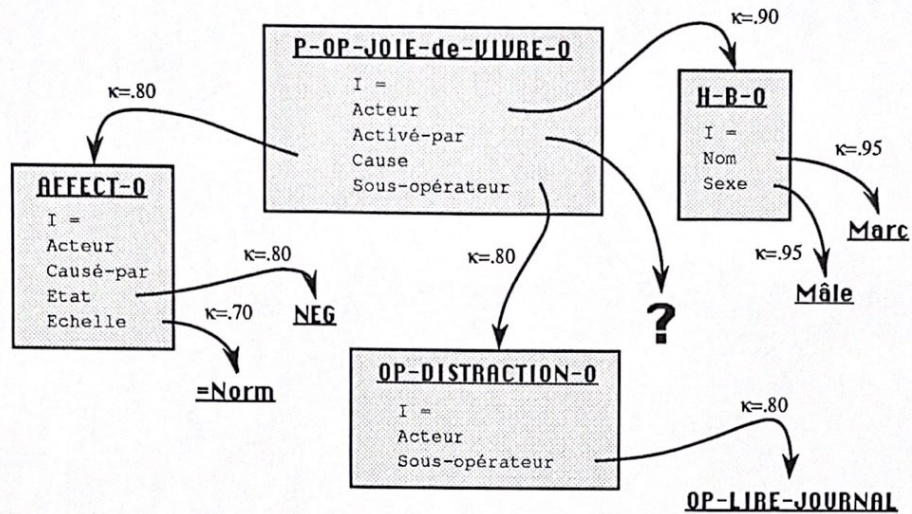 P-OP-JOIE-de-VIVRE-0
I =
Acteur
Activé-par
Cause
Sous-opérateur
κ=.90
H-B-0
I =
Nom
Sexe
κ=.95
Marc
κ=.95
Mâle
κ=.80
AFFECT-0
I =
Acteur
Causé-par
Etat
Echelle
κ=.80
NEG
κ=.70
=Norm
κ=.80
?
OP-DISTRACTION-0
I =
Acteur
Sous-opérateur
κ=.80
OP-LIRE-JOURNAL